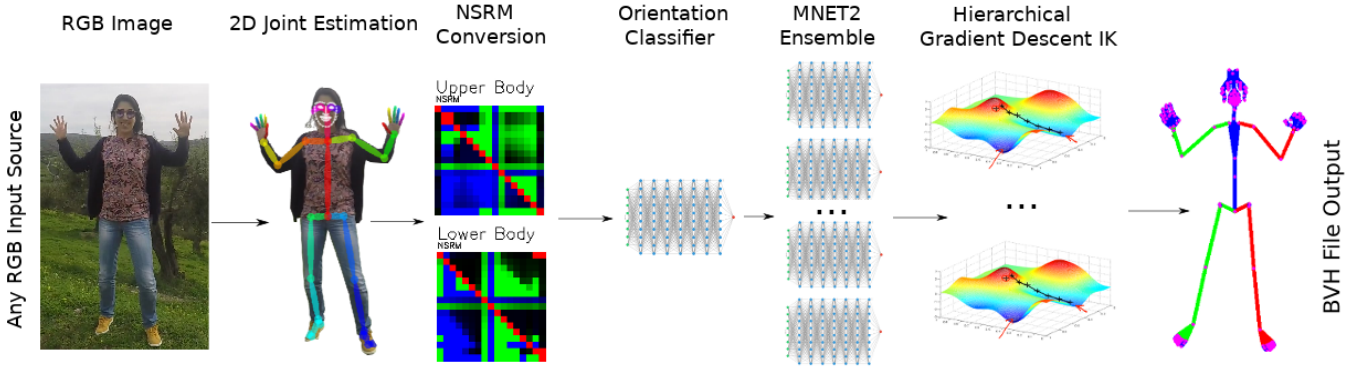 RGB Image
2D Joint Estimation
NSRM
Conversion
Orientation
Classifier
MNET2
Ensemble
Hierarchical
Gradient Descent IK
Any RGB Input Source
Upper Body
NSRM
Lower Body
NSRM
...
...
BVH File Output